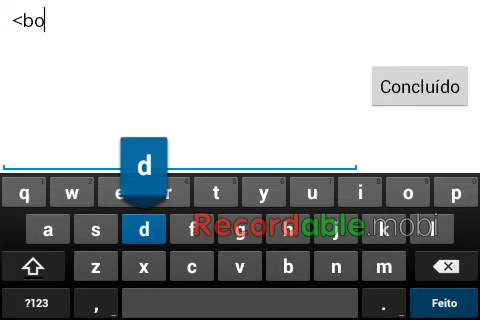 <bo
Concluído
d
q w e r t y u i o p
a s d f g h j k l
Recordable.mobi
z x c v b n m
?123 , . Feito